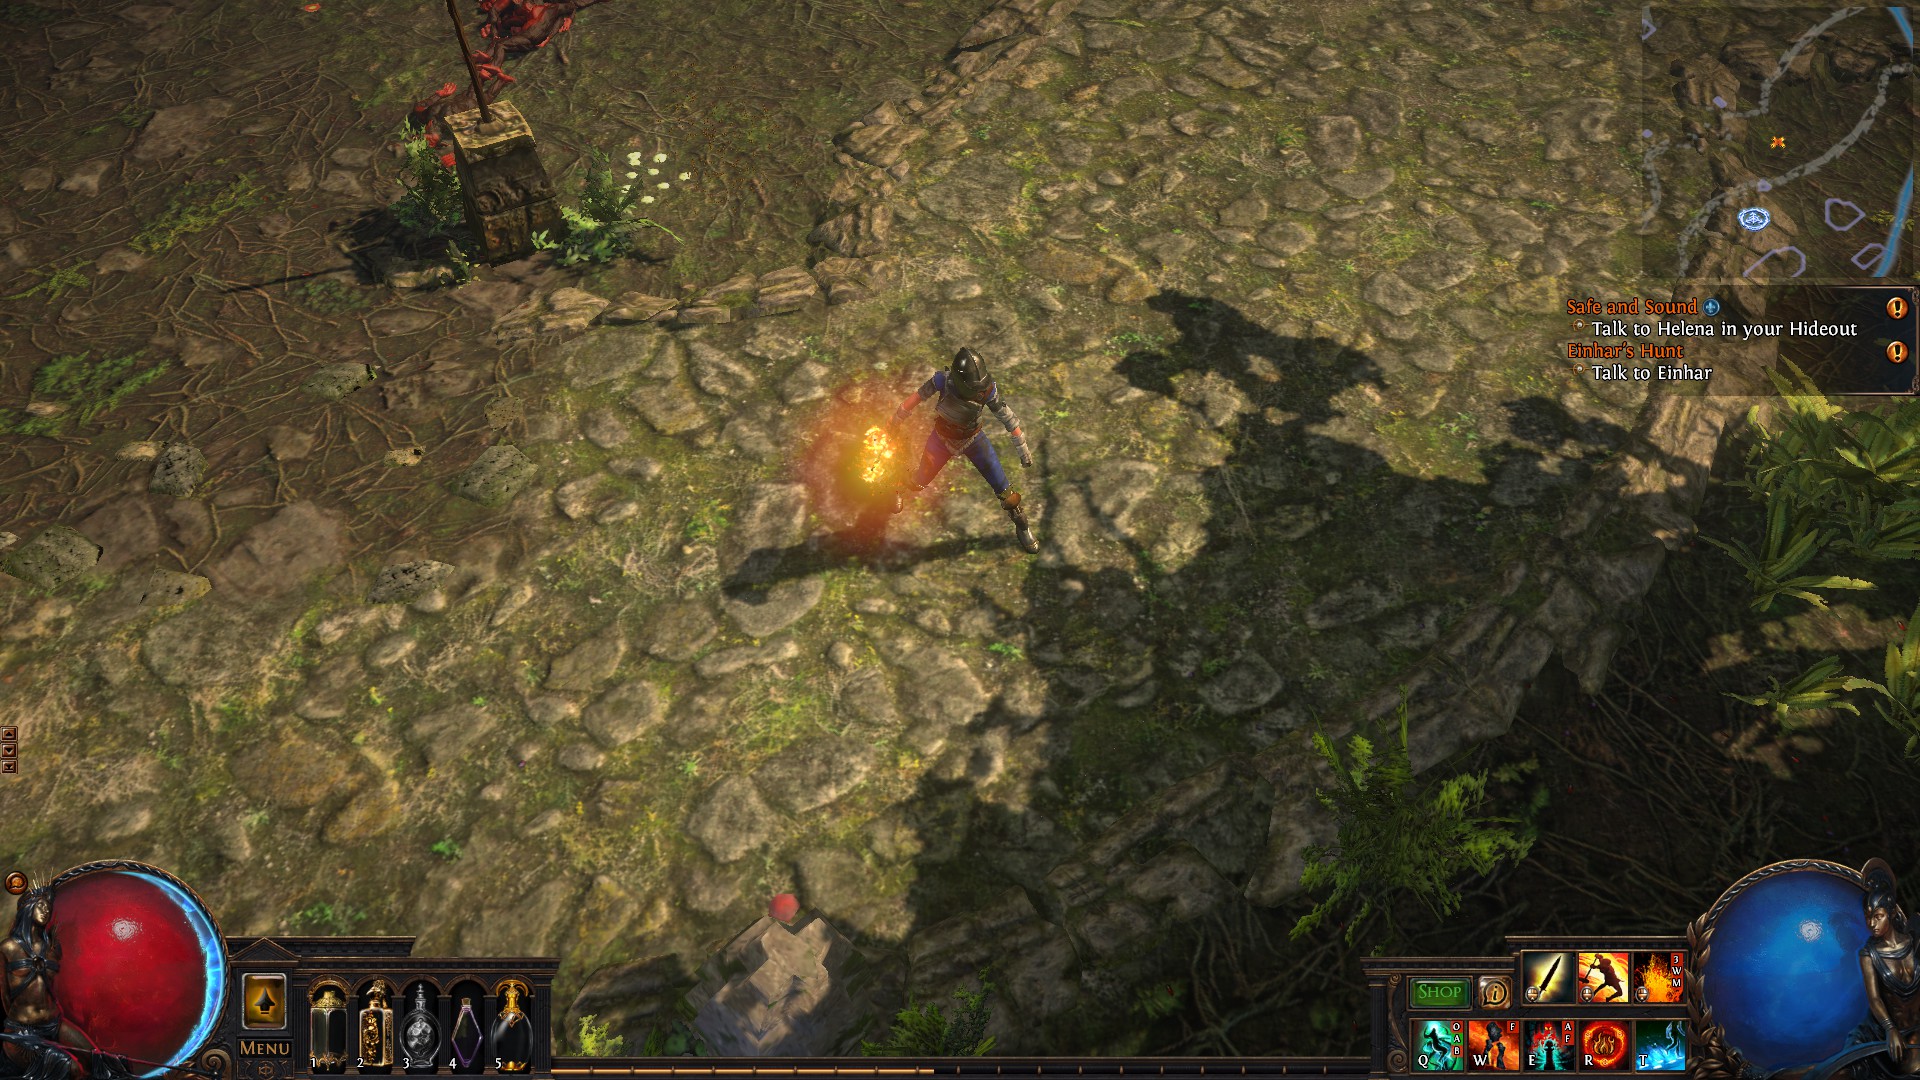 Safe and Sound
Talk to Helena in your Hideout
Einhar's Hunt
Talk to Einhar
MENU
1 2 3 4 5
SHOP
3
W
M
Q O A B W F E A F R T